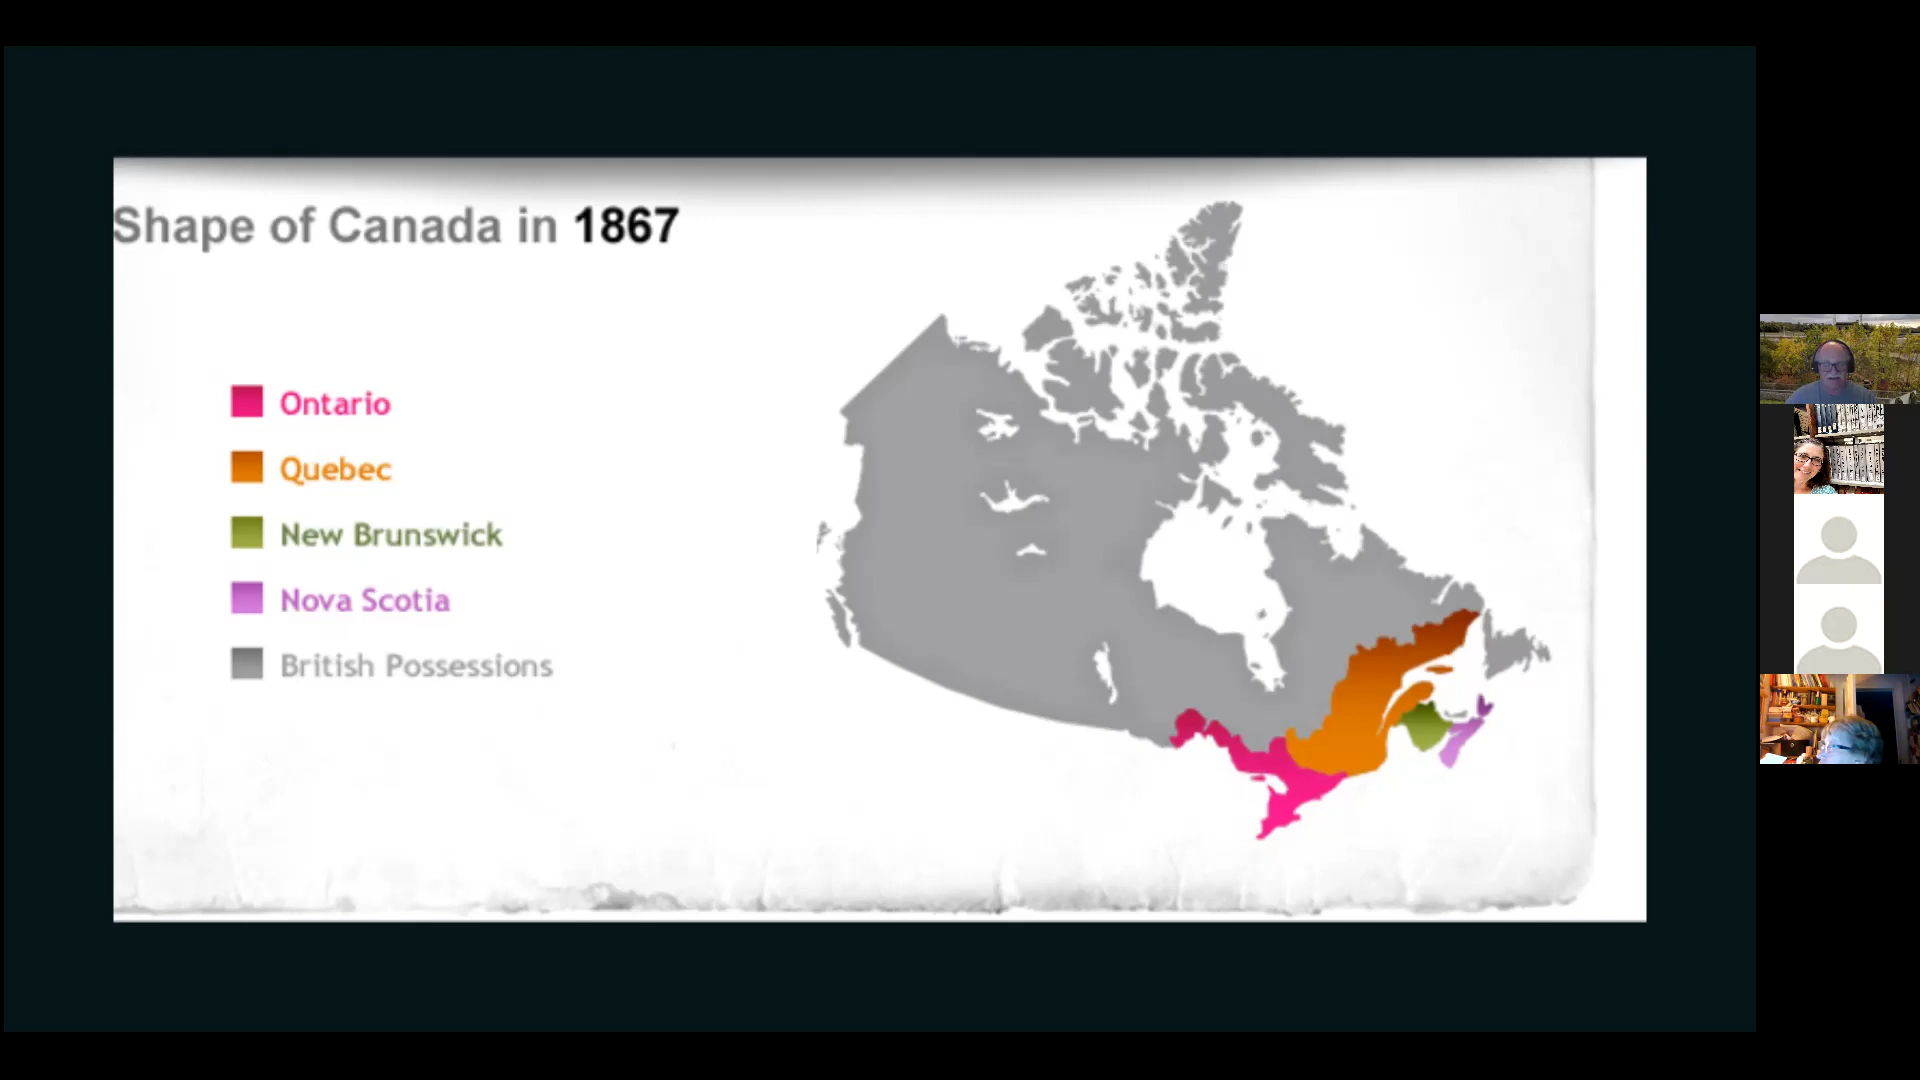 Shape of Canada in 1867
Ontario
Quebec
New Brunswick
Nova Scotia
British Possessions